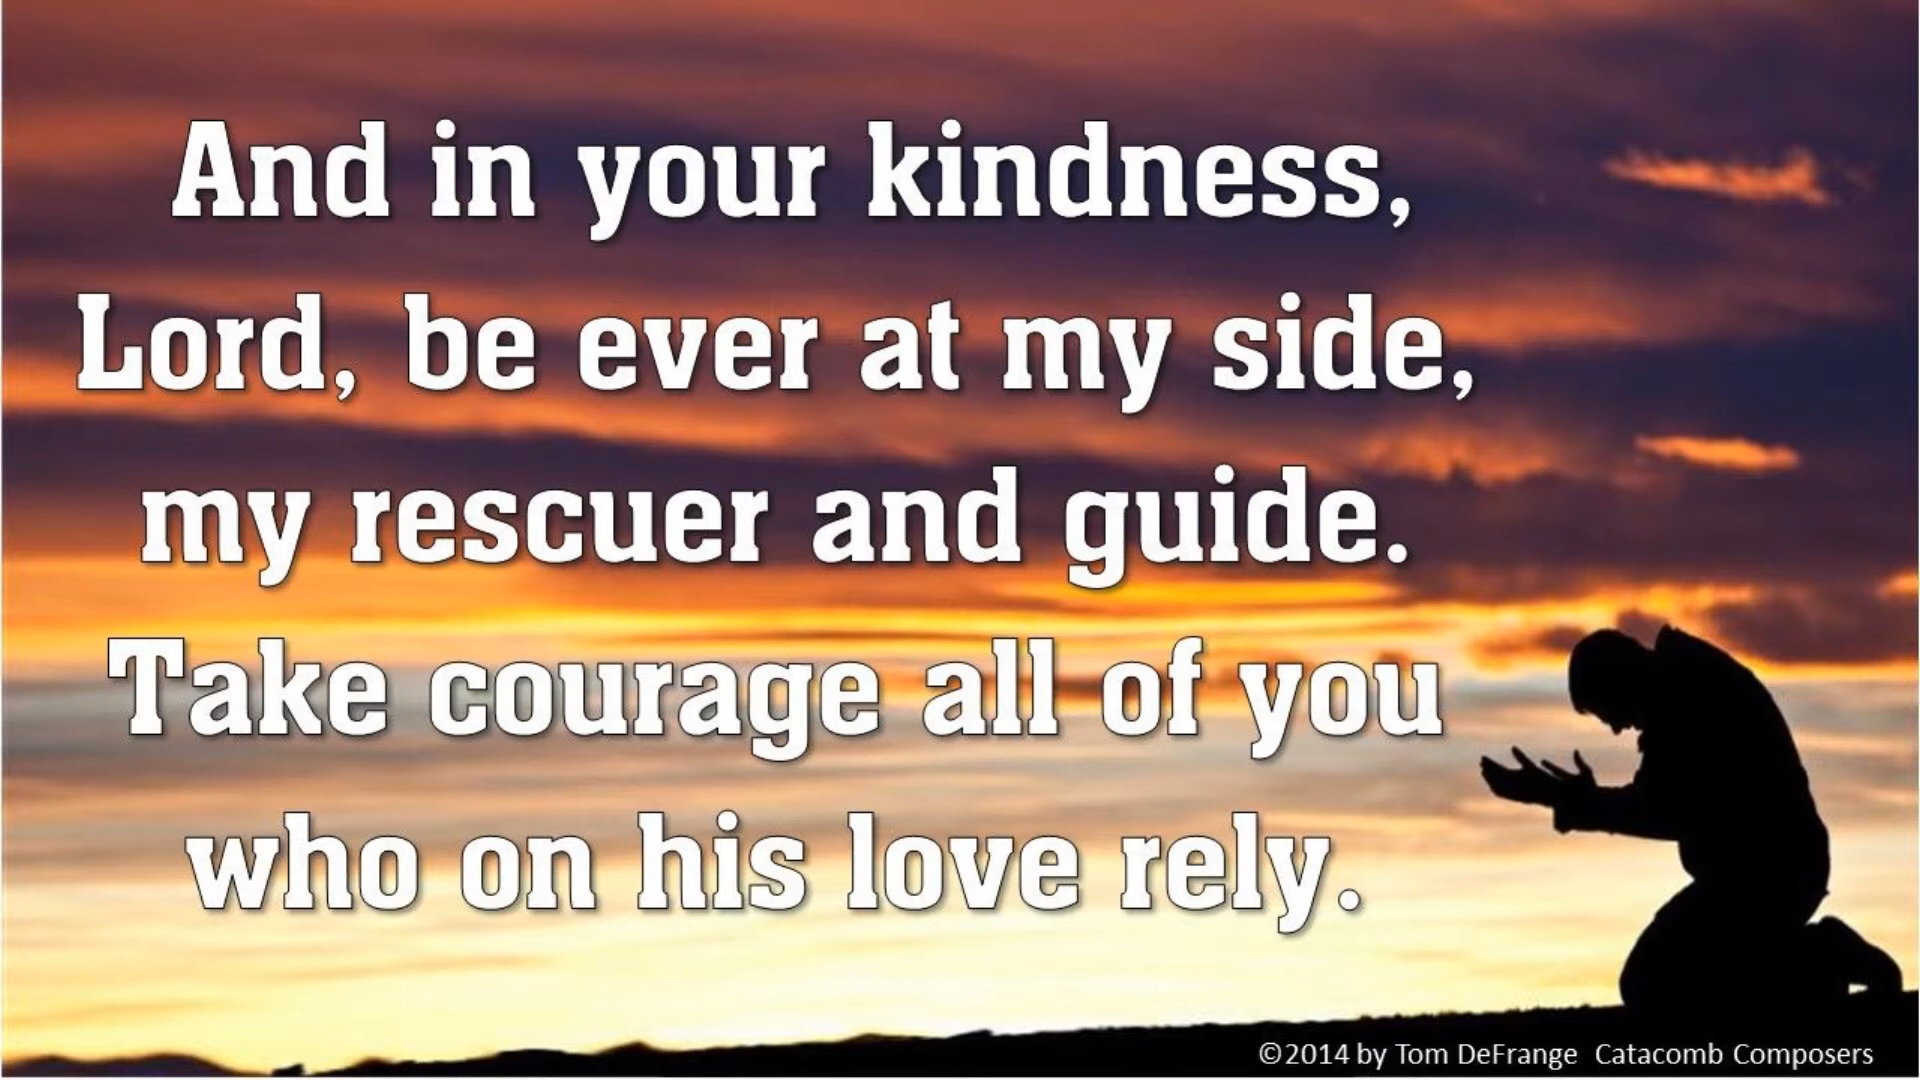 And in your kindness,
Lord, be ever at my side,
my rescuer and guide.
Take courage all of you
who on his love rely.
©2014 by Tom DeFrange Catacomb Composers